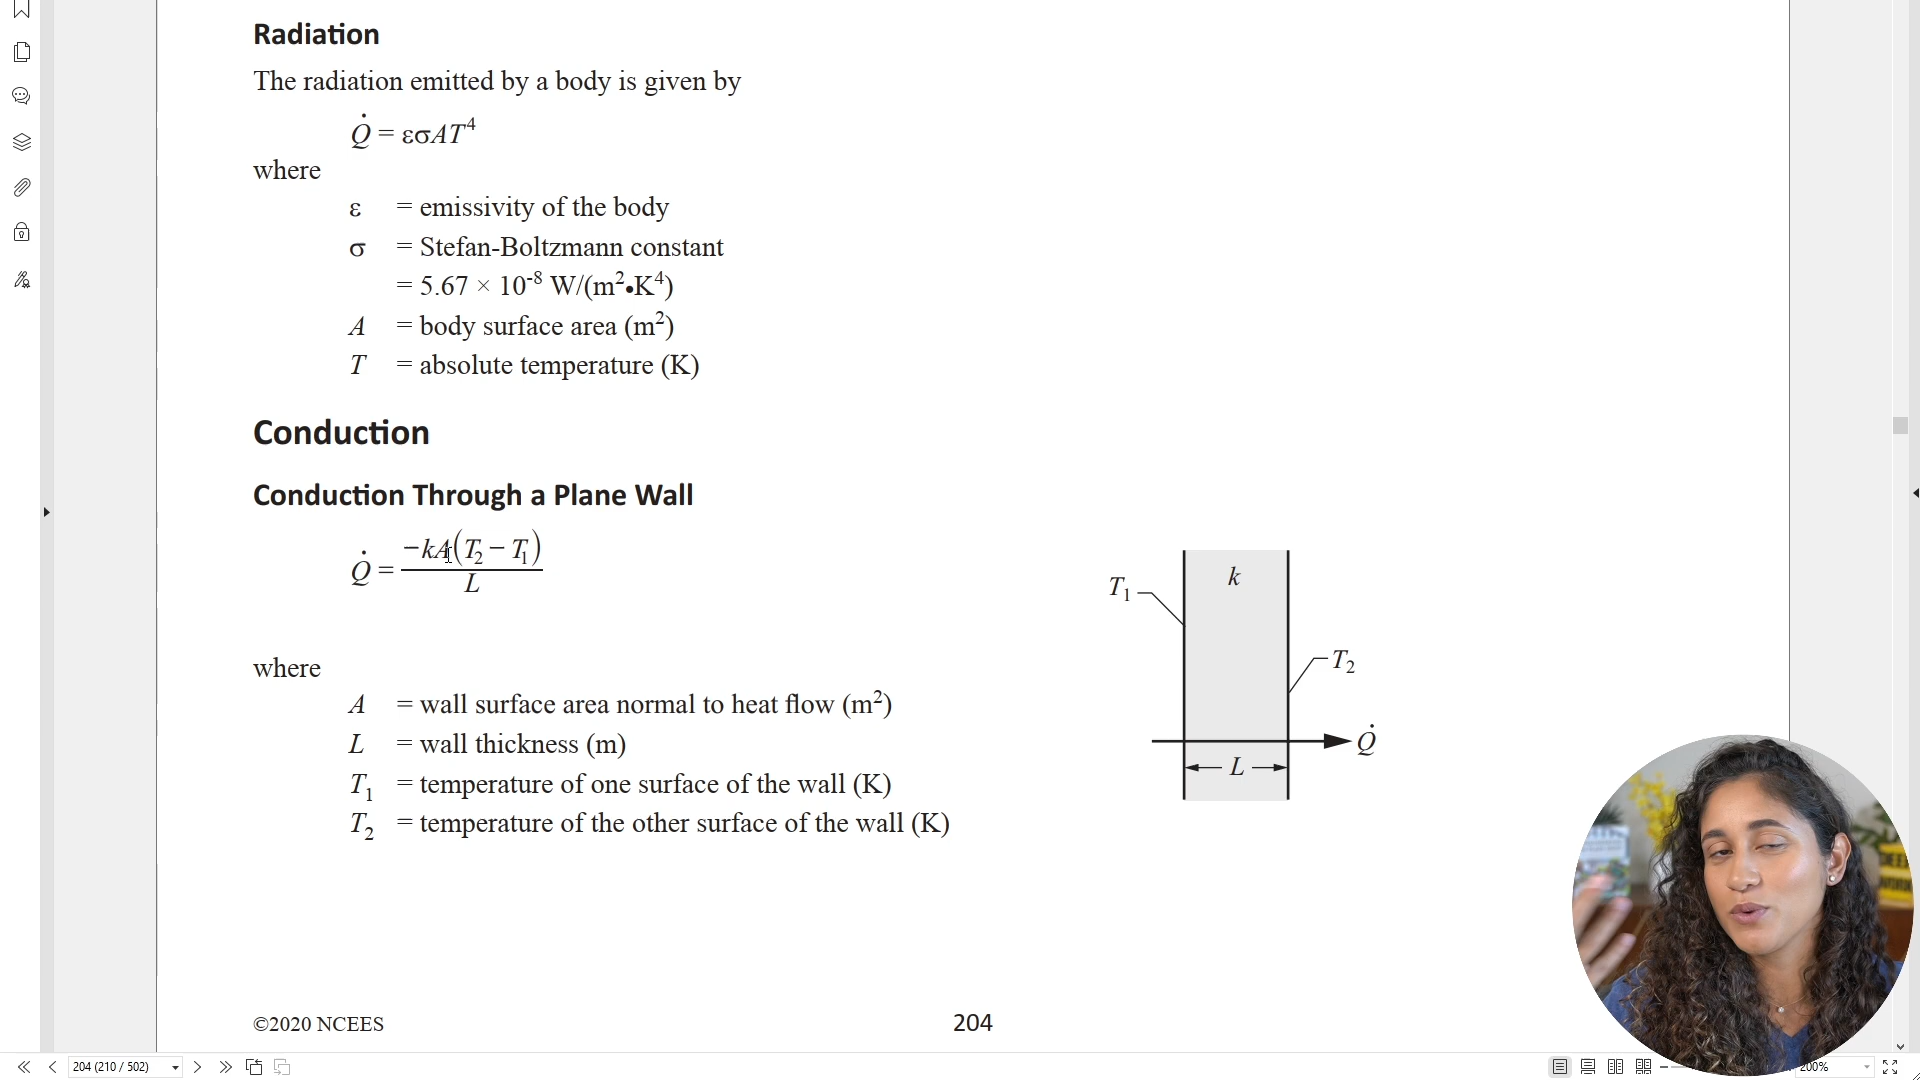 Radiation
The radiation emitted by a body is given by
Q̇ = εσAT⁴
where
ε = emissivity of the body
σ = Stefan-Boltzmann constant
= 5.67 × 10⁻⁸ W/(m²•K⁴)
A = body surface area (m²)
T = absolute temperature (K)
Conduction
Conduction Through a Plane Wall
Q̇ = −kA(T₂ − T₁) / L
where
A = wall surface area normal to heat flow (m²)
L = wall thickness (m)
T₁ = temperature of one surface of the wall (K)
T₂ = temperature of the other surface of the wall (K)
k
T₁
T₂
Q̇
L
©2020 NCEES
204
204 (210 / 502)
200%